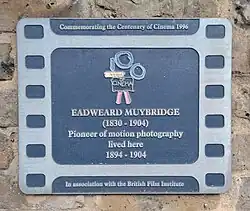 Commemorating the Centenary of Cinema 1996
CINEMA
EADWEARD MUYBRIDGE
(1830 - 1904)
Pioneer of motion photography
lived here
1894 - 1904
In association with the British Film Institute